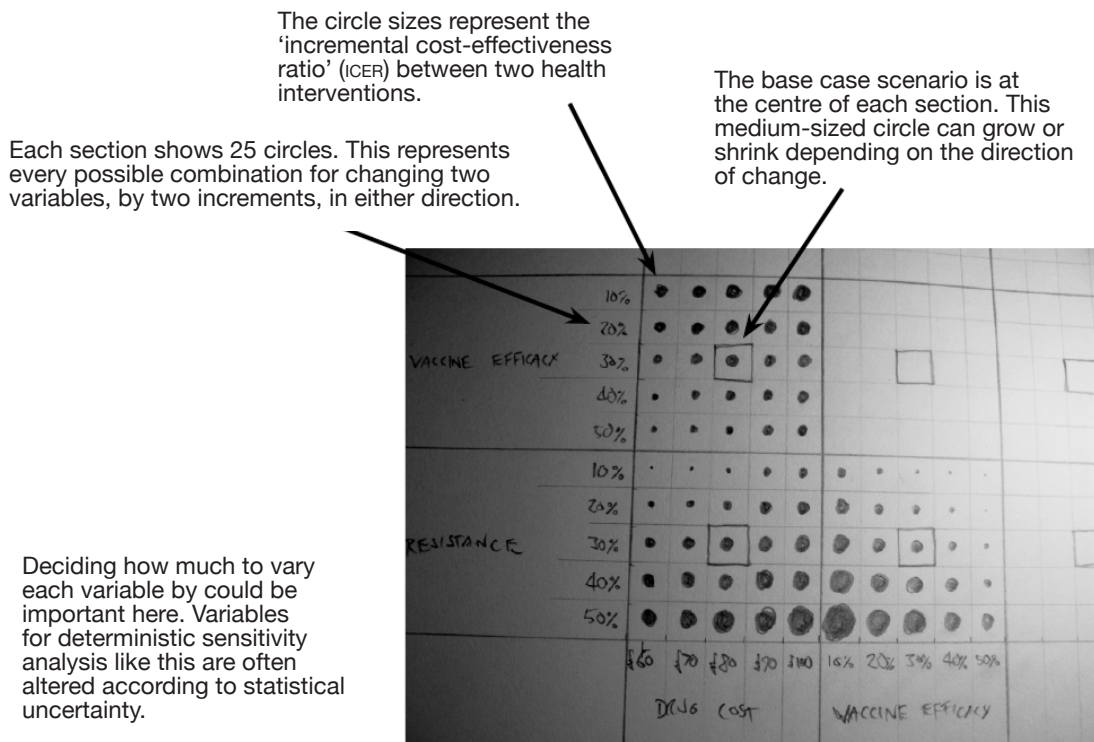 The circle sizes represent the
‘incremental cost-effectiveness
ratio’ (ICER) between two health
interventions.
The base case scenario is at
the centre of each section. This
medium-sized circle can grow or
shrink depending on the direction
of change.
Each section shows 25 circles. This represents
every possible combination for changing two
variables, by two increments, in either direction.
10%
20%
VACCINE EFFICACY 30%
40%
50%
10%
20%
RESISTANCE 30%
40%
50%
£60 £70 £80 £90 £100 10% 20% 30% 40% 50%
DRUG COST VACCINE EFFICACY
Deciding how much to vary
each variable by could be
important here. Variables
for deterministic sensitivity
analysis like this are often
altered according to statistical
uncertainty.